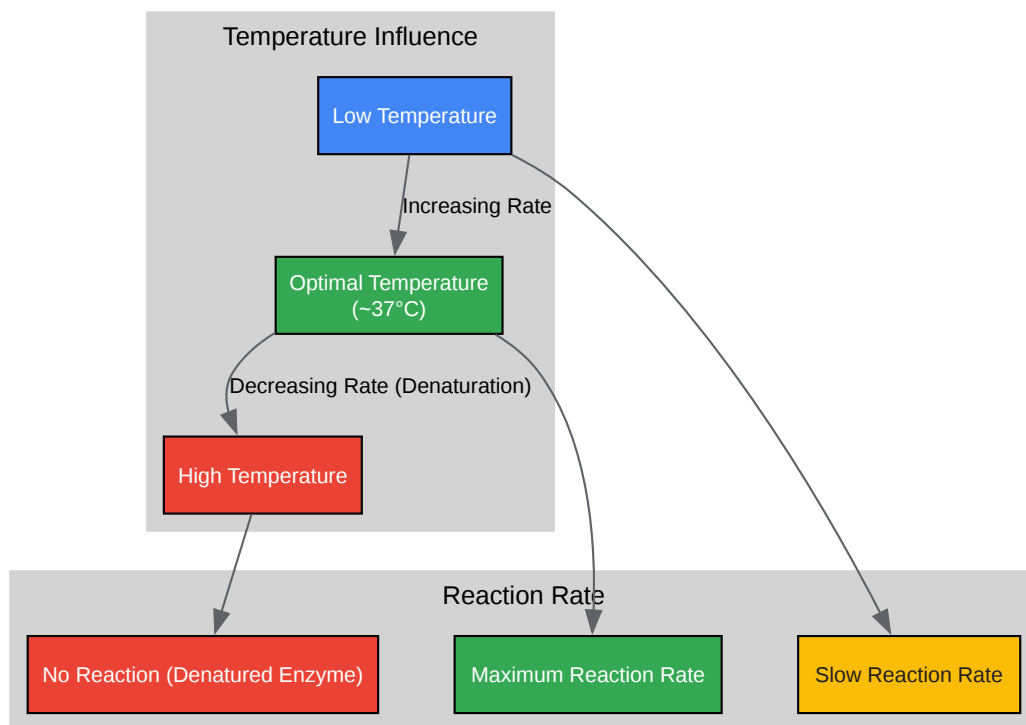 Temperature Influence
Low Temperature
Increasing Rate
Optimal Temperature
(~37°C)
Decreasing Rate (Denaturation)
High Temperature
Reaction Rate
No Reaction (Denatured Enzyme)
Maximum Reaction Rate
Slow Reaction Rate